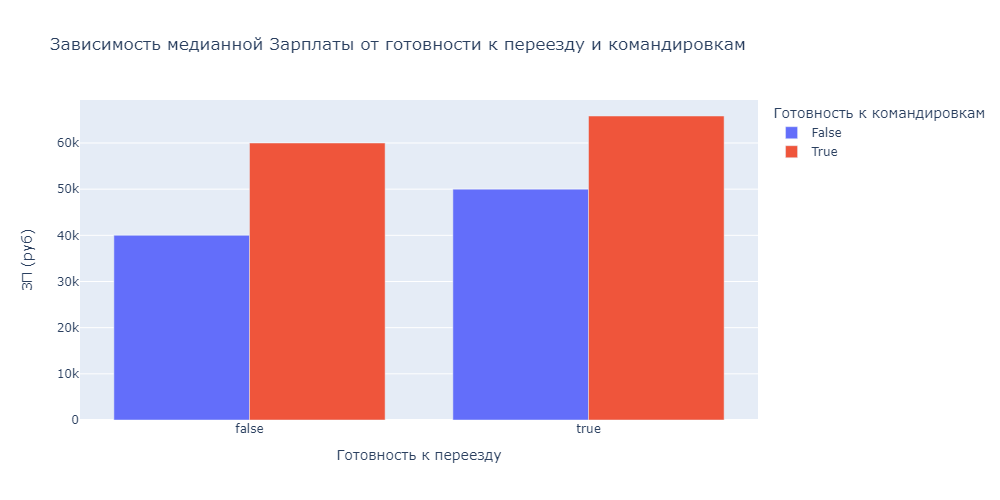 Зависимость медианной Зарплаты от готовности к переезду и командировкам
Готовность к командировкам
False
True
ЗП (руб)
60k
50k
40k
30k
20k
10k
0
false
true
Готовность к переезду